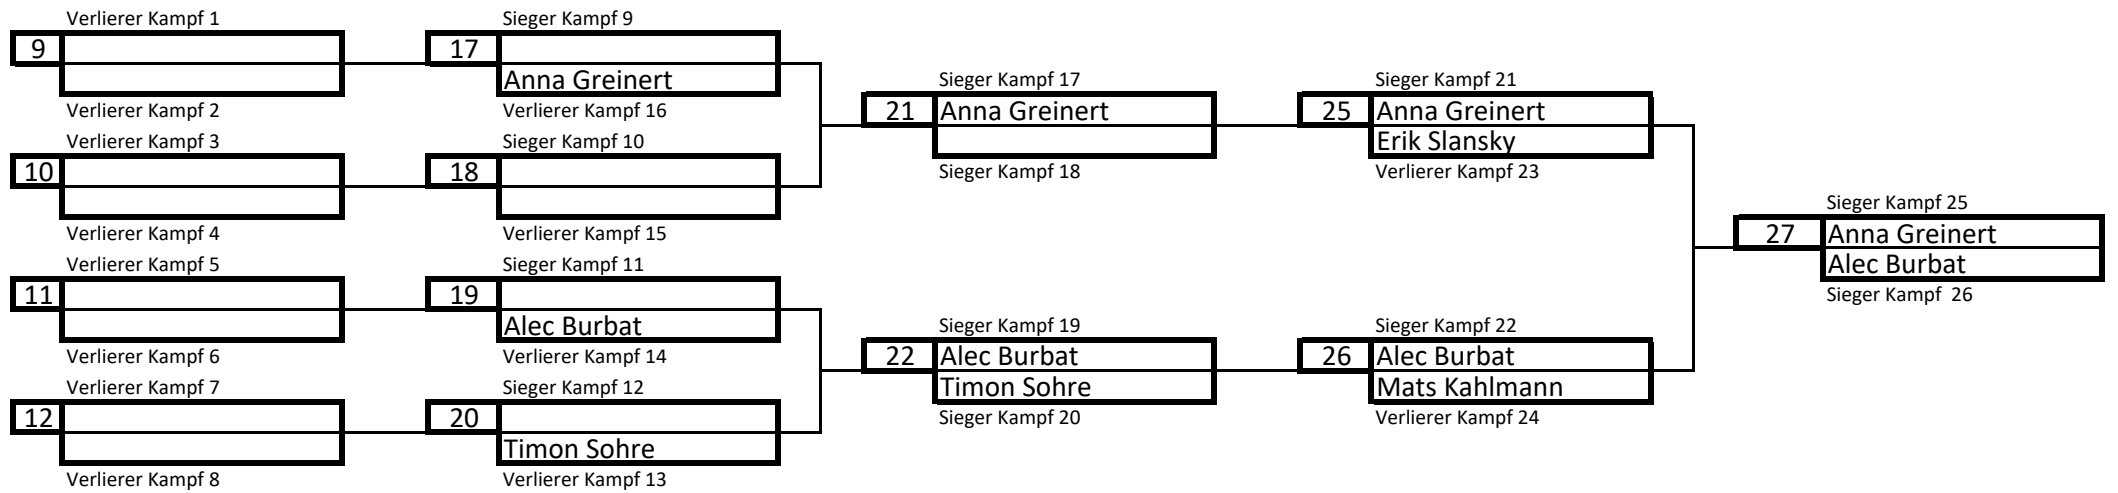 Verlierer Kampf 1
9
Verlierer Kampf 2
Verlierer Kampf 3
10
Verlierer Kampf 4
Verlierer Kampf 5
11
Verlierer Kampf 6
Verlierer Kampf 7
12
Verlierer Kampf 8
Sieger Kampf 9
17
Anna Greinert
Verlierer Kampf 16
Sieger Kampf 10
18
Verlierer Kampf 15
Sieger Kampf 11
19
Alec Burbat
Verlierer Kampf 14
Sieger Kampf 12
20
Timon Sohre
Verlierer Kampf 13
Sieger Kampf 17
21 Anna Greinert
Sieger Kampf 18
Sieger Kampf 19
22 Alec Burbat
Timon Sohre
Sieger Kampf 20
Sieger Kampf 21
25 Anna Greinert
Erik Slansky
Verlierer Kampf 23
Sieger Kampf 22
26 Alec Burbat
Mats Kahlmann
Verlierer Kampf 24
Sieger Kampf 25
27 Anna Greinert
Alec Burbat
Sieger Kampf 26